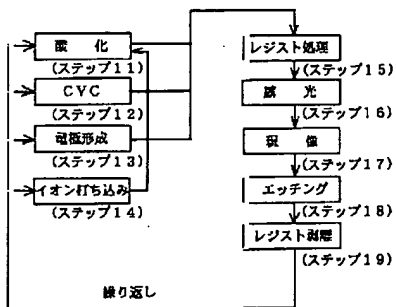 酸化
(ステップ11)
CVC
(ステップ12)
電極形成
(ステップ13)
イオン打ち込み
(ステップ14)
レジスト処理
(ステップ15)
感光
(ステップ16)
現像
(ステップ17)
エッチング
(ステップ18)
レジスト剥離
(ステップ19)
繰り返し